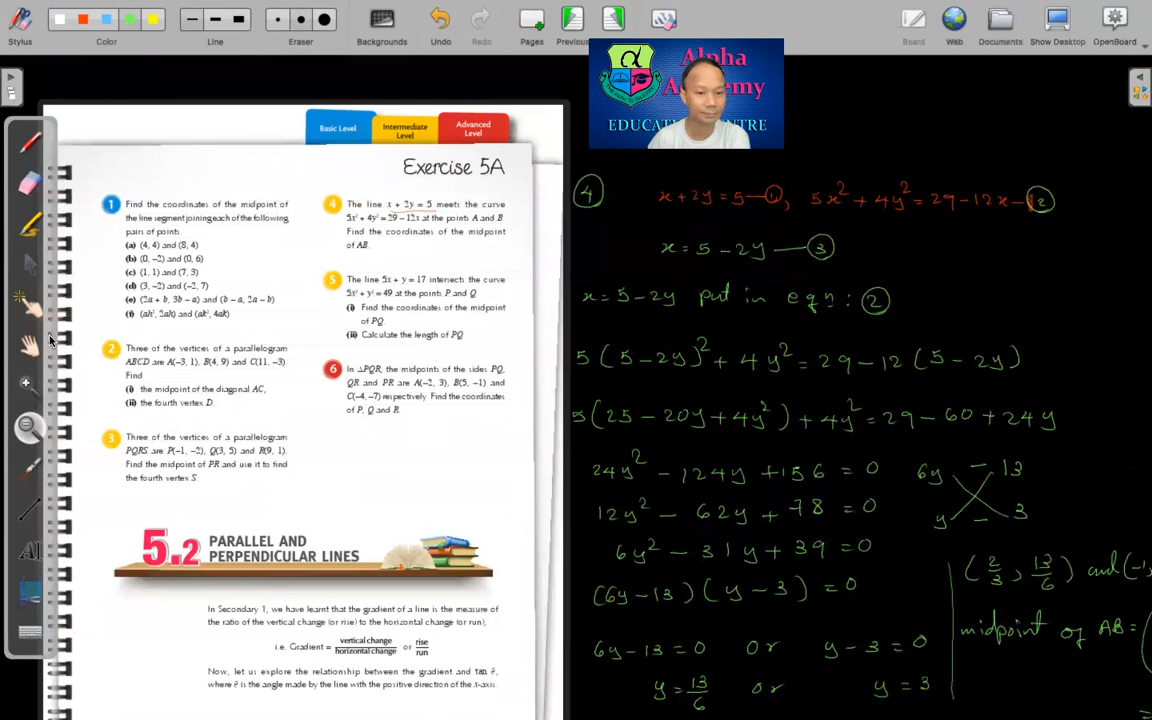 Stylus
Color
Line
Eraser
Backgrounds
Undo
Redo
Pages
Previous
Board
Web
Documents
Show Desktop
OpenBoard
Alpha
Academy
EDUCATION CENTRE
Basic Level
Intermediate
Level
Advanced
Level
Exercise 5A
1 Find the coordinates of the midpoint of
the line segment joining each of the following
pairs of points.
(a) (4, 4) and (8, 4)
(b) (0, −2) and (0, 6)
(c) (1, 1) and (7, 3)
(d) (3, −2) and (−2, 7)
(e) (2a + b, 3b − a) and (b − a, 2a − b)
(f) (ah², 2ah) and (ak², 4ak)
2 Three of the vertices of a parallelogram
ABCD are A(−3, 1), B(4, 9) and C(11, −3).
Find
(i) the midpoint of the diagonal AC,
(ii) the fourth vertex D.
3 Three of the vertices of a parallelogram
PQRS are P(−1, −2), Q(3, 5) and R(9, 1).
Find the midpoint of PR and use it to find
the fourth vertex S.
4 The line x + 2y = 5 meets the curve
5x² + 4y² = 29 − 12x at the points A and B.
Find the coordinates of the midpoint
of AB.
5 The line 5x + y = 17 intersects the curve
5x² + y² = 49 at the points P and Q.
(i) Find the coordinates of the midpoint
of PQ.
(ii) Calculate the length of PQ.
6 In △PQR, the midpoints of the sides PQ,
QR and PR are A(−2, 3), B(5, −1) and
C(−4, −7) respectively. Find the coordinates
of P, Q and R.
5.2 PARALLEL AND
PERPENDICULAR LINES
In Secondary 1, we have learnt that the gradient of a line is the measure of
the ratio of the vertical change (or rise) to the horizontal change (or run),
i.e. Gradient = vertical change / horizontal change or rise / run
Now, let us explore the relationship between the gradient and tan θ,
where θ is the angle made by the line with the positive direction of the x-axis.
④ x + 2y = 5 — ①, 5x² + 4y² = 29 − 12x — ②
x = 5 − 2y — ③
x = 5 − 2y put in eqn: ②
5(5 − 2y)² + 4y² = 29 − 12(5 − 2y)
5(25 − 20y + 4y²) + 4y² = 29 − 60 + 24y
24y² − 124y + 156 = 0
12y² − 62y + 78 = 0
6y² − 31y + 39 = 0
(6y − 13)(y − 3) = 0
6y − 13 = 0 or y − 3 = 0
y = 13/6 or y = 3
6y − 13
y − 3
(2/3, 13/6) and (−1,
midpoint of AB = (
=